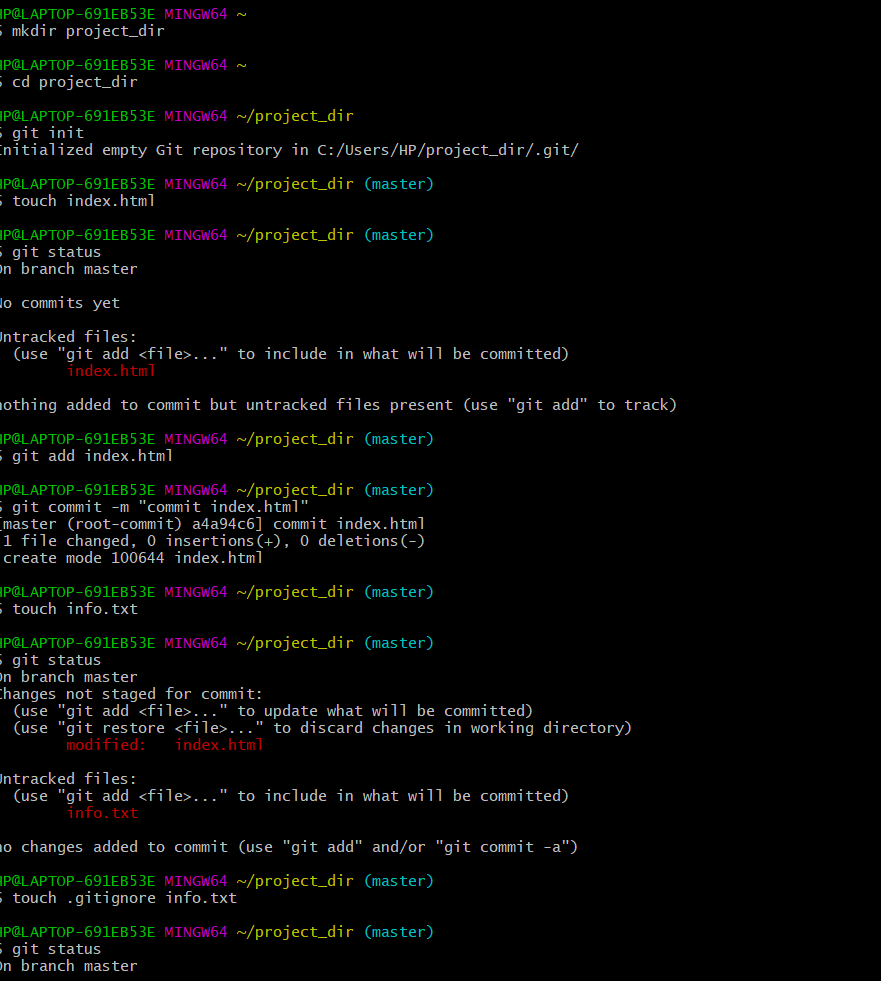 HP@LAPTOP-691EB53E MINGW64 ~
$ mkdir project_dir
HP@LAPTOP-691EB53E MINGW64 ~
$ cd project_dir
HP@LAPTOP-691EB53E MINGW64 ~/project_dir
$ git init
Initialized empty Git repository in C:/Users/HP/project_dir/.git/
HP@LAPTOP-691EB53E MINGW64 ~/project_dir (master)
$ touch index.html
HP@LAPTOP-691EB53E MINGW64 ~/project_dir (master)
$ git status
On branch master
No commits yet
Untracked files:
  (use "git add <file>..." to include in what will be committed)
        index.html
nothing added to commit but untracked files present (use "git add" to track)
HP@LAPTOP-691EB53E MINGW64 ~/project_dir (master)
$ git add index.html
HP@LAPTOP-691EB53E MINGW64 ~/project_dir (master)
$ git commit -m "commit index.html"
[master (root-commit) a4a94c6] commit index.html
 1 file changed, 0 insertions(+), 0 deletions(-)
 create mode 100644 index.html
HP@LAPTOP-691EB53E MINGW64 ~/project_dir (master)
$ touch info.txt
HP@LAPTOP-691EB53E MINGW64 ~/project_dir (master)
$ git status
On branch master
Changes not staged for commit:
  (use "git add <file>..." to update what will be committed)
  (use "git restore <file>..." to discard changes in working directory)
        modified:   index.html
Untracked files:
  (use "git add <file>..." to include in what will be committed)
        info.txt
no changes added to commit (use "git add" and/or "git commit -a")
HP@LAPTOP-691EB53E MINGW64 ~/project_dir (master)
$ touch .gitignore info.txt
HP@LAPTOP-691EB53E MINGW64 ~/project_dir (master)
$ git status
On branch master